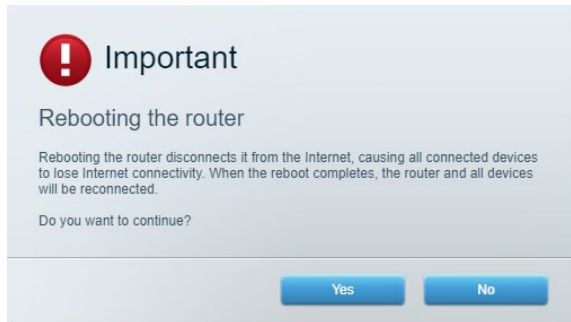 Important
Rebooting the router
Rebooting the router disconnects it from the Internet, causing all connected devices
to lose Internet connectivity. When the reboot completes, the router and all devices
will be reconnected.
Do you want to continue?
Yes
No